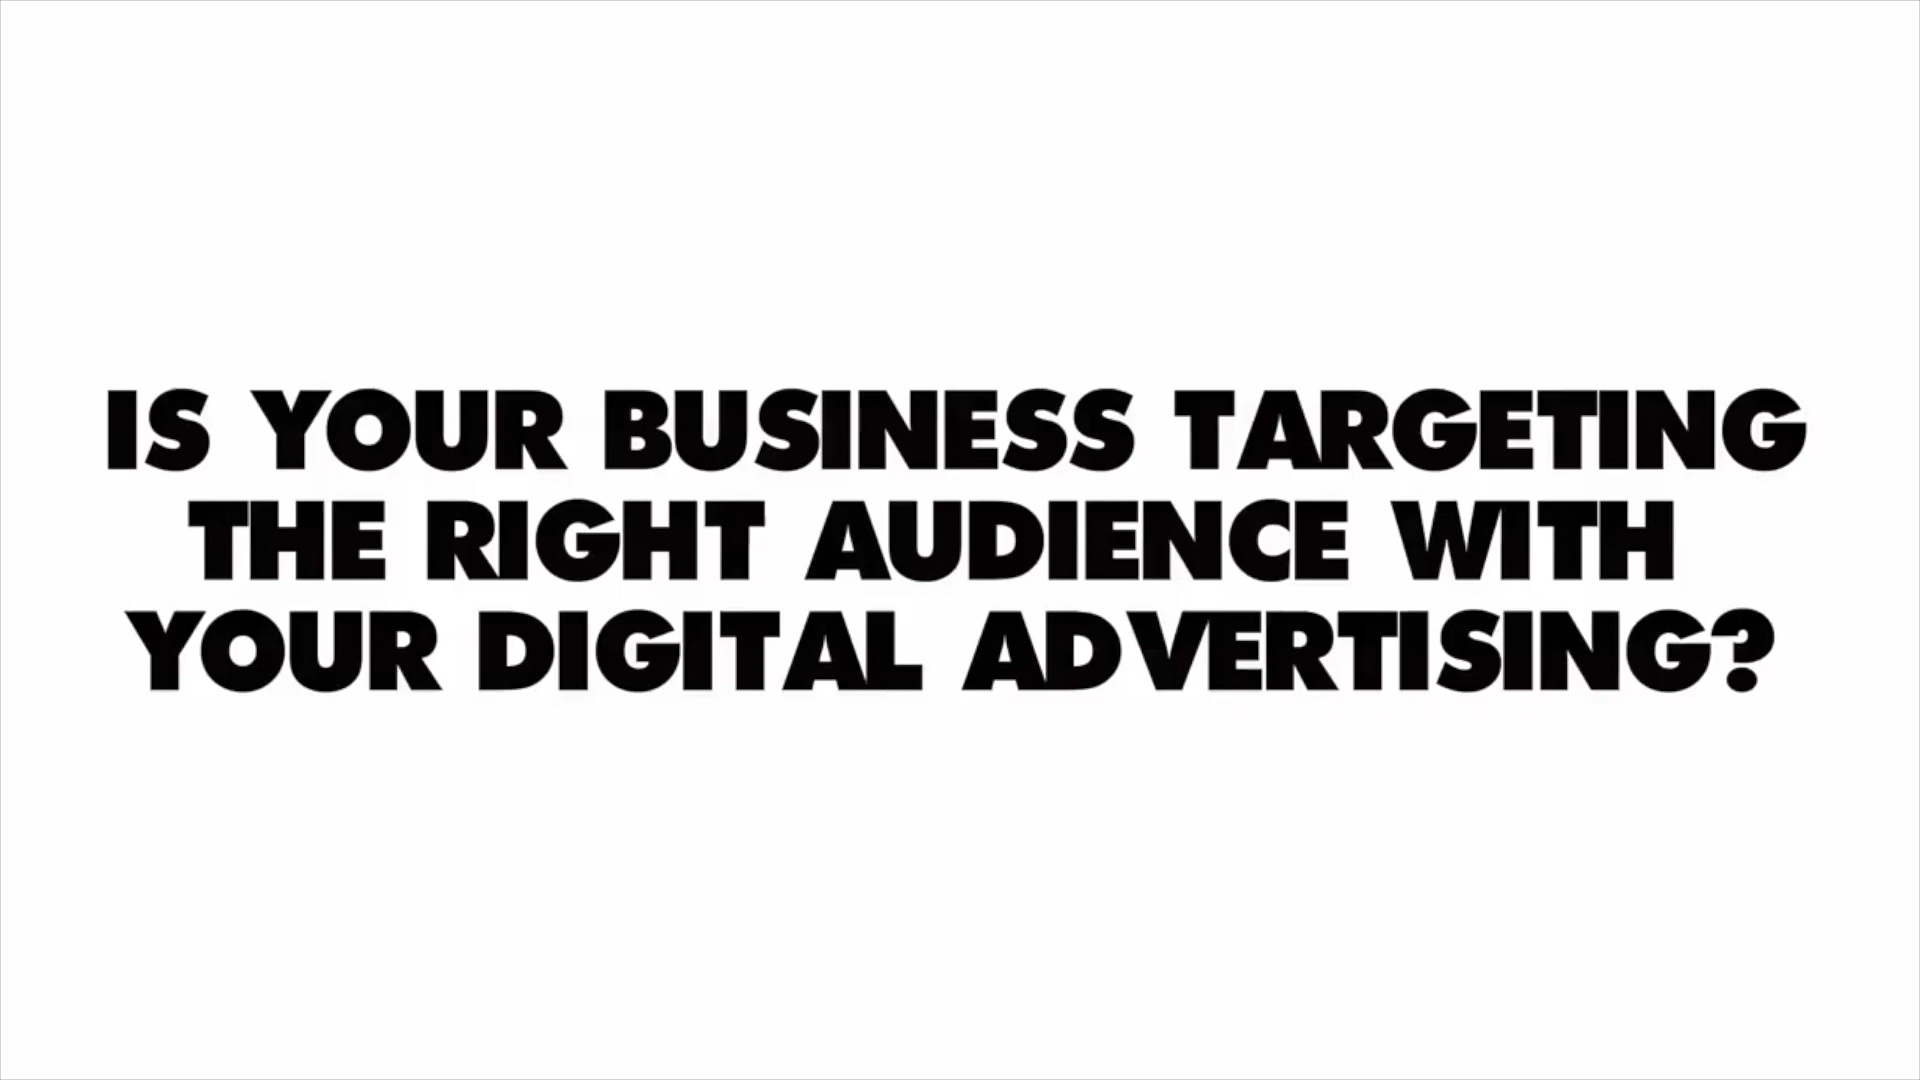 IS YOUR BUSINESS TARGETING
THE RIGHT AUDIENCE WITH
YOUR DIGITAL ADVERTISING?